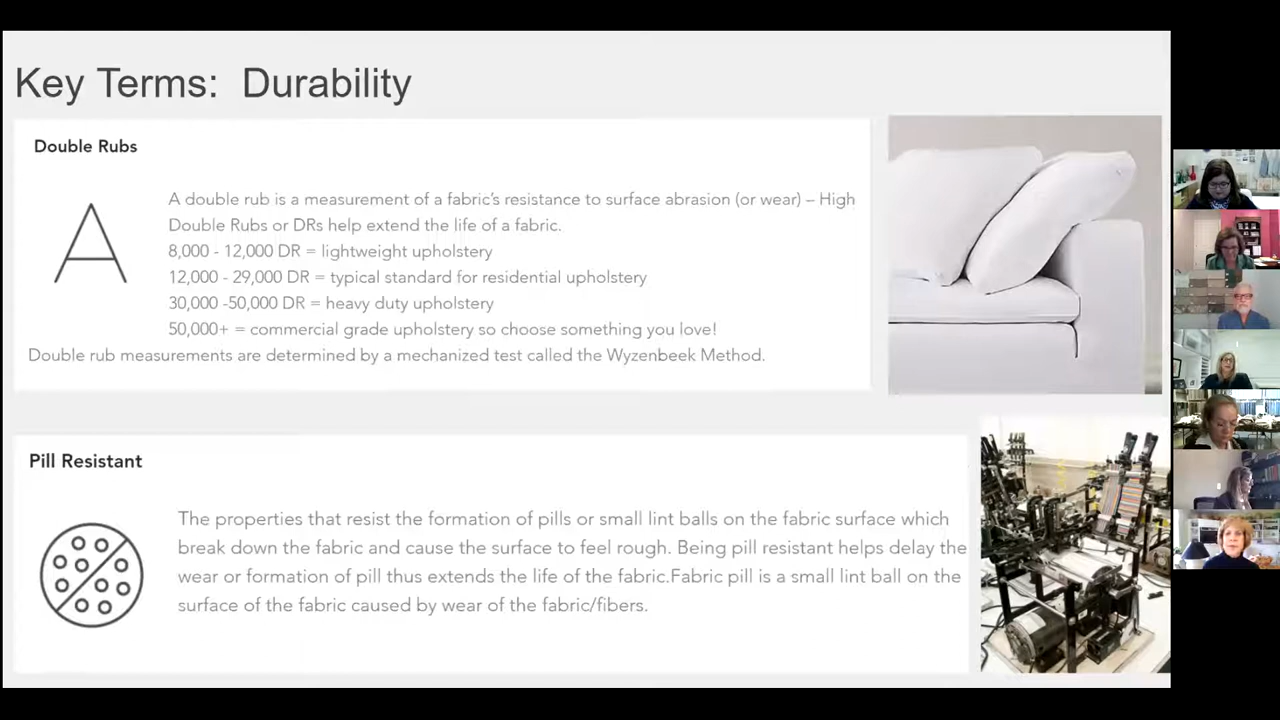 Key Terms:  Durability
Double Rubs
A double rub is a measurement of a fabric's resistance to surface abrasion (or wear) – High
Double Rubs or DRs help extend the life of a fabric.
8,000 - 12,000 DR = lightweight upholstery
12,000 - 29,000 DR = typical standard for residential upholstery
30,000 -50,000 DR = heavy duty upholstery
50,000+ = commercial grade upholstery so choose something you love!
Double rub measurements are determined by a mechanized test called the Wyzenbeek Method.
A
Pill Resistant
The properties that resist the formation of pills or small lint balls on the fabric surface which
break down the fabric and cause the surface to feel rough. Being pill resistant helps delay the
wear or formation of pill thus extends the life of the fabric.Fabric pill is a small lint ball on the
surface of the fabric caused by wear of the fabric/fibers.